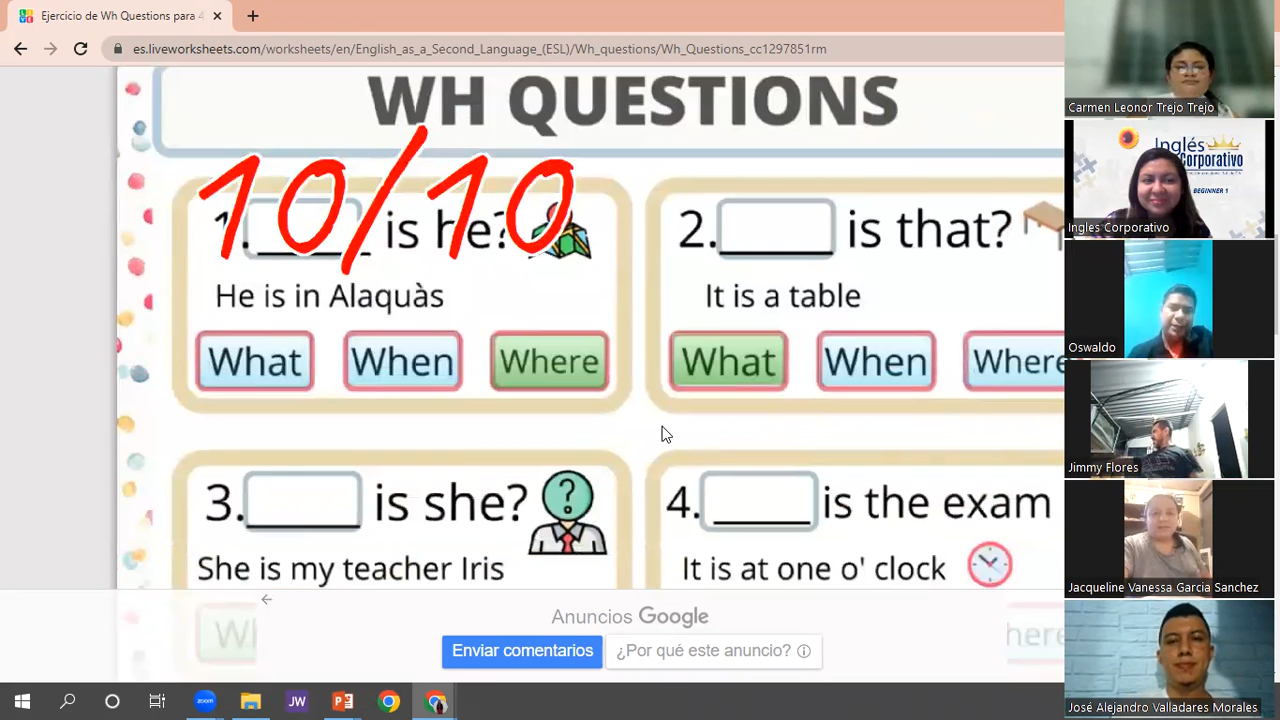 Ejercicio de Wh Questions para 4
es.liveworksheets.com/worksheets/en/English_as_a_Second_Language_(ESL)/Wh_questions/Wh_Questions_cc1297851rm
WH QUESTIONS
10/10
1. is he?
He is in Alaquàs
What When Where
2. is that?
It is a table
What When Where
3. is she?
She is my teacher Iris
4. is the exam
It is at one o' clock
Anuncios Google
Enviar comentarios
¿Por qué este anuncio?
Carmen Leonor Trejo Trejo
Inglés
Corporativo
BEGINNER 1
Ingles Corporativo
Oswaldo
Jimmy Flores
Jacqueline Vanessa Garcia Sanchez
José Alejandro Valladares Morales
zoom
JW